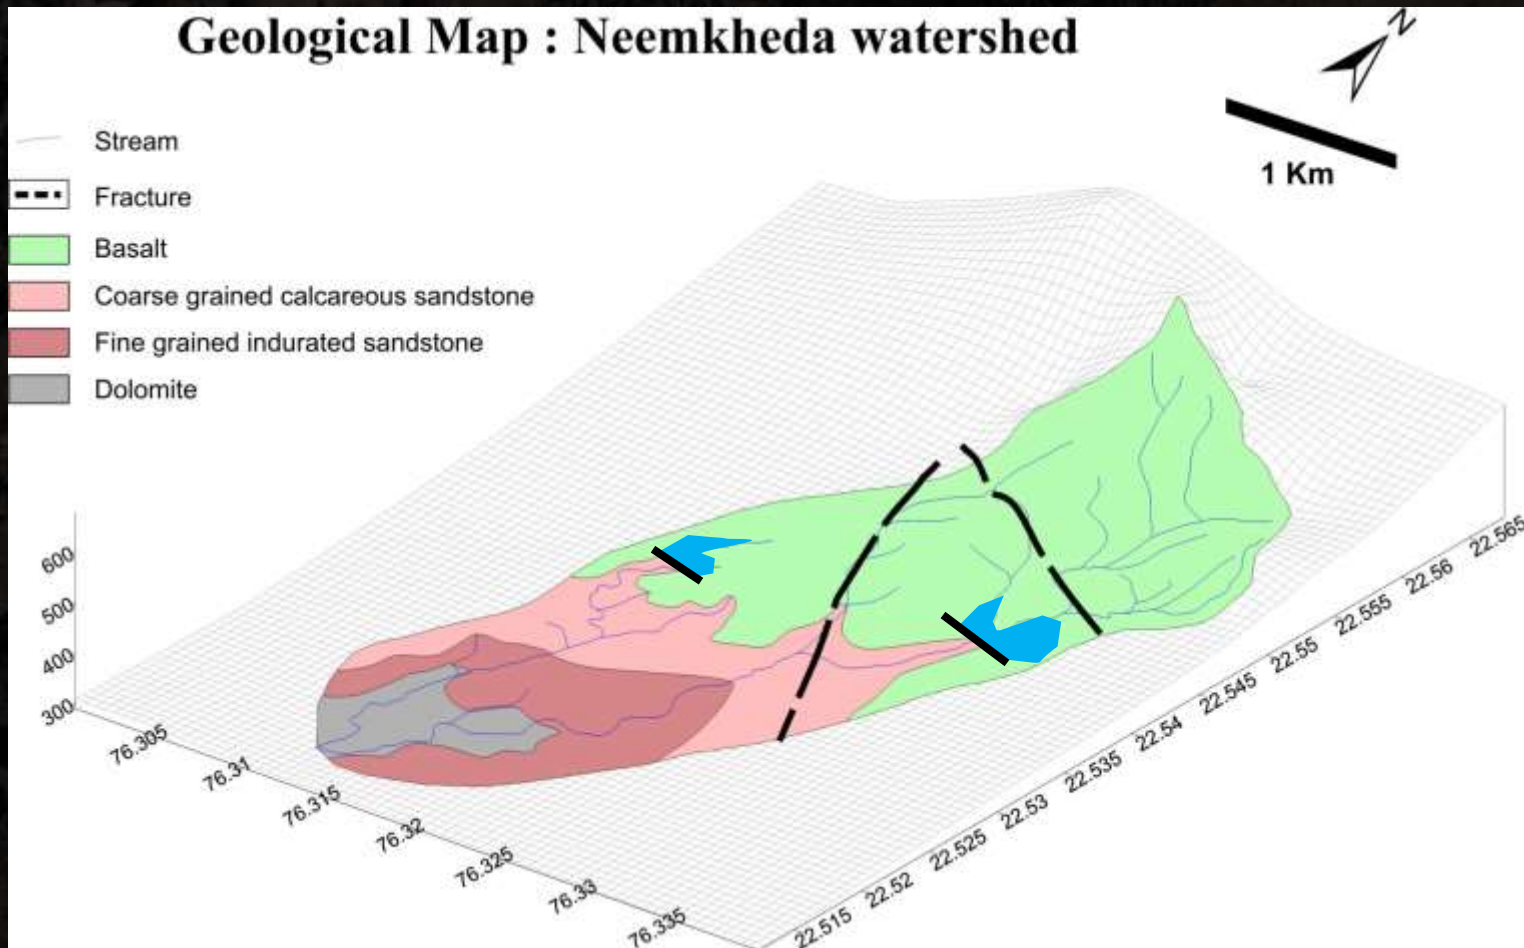 Geological Map : Neemkheda watershed
N
1 Km
Stream
Fracture
Basalt
Coarse grained calcareous sandstone
Fine grained indurated sandstone
Dolomite
600
500
400
300
76.305
76.31
76.315
76.32
76.325
76.33
76.335
22.515
22.52
22.525
22.53
22.535
22.54
22.545
22.55
22.555
22.56
22.565